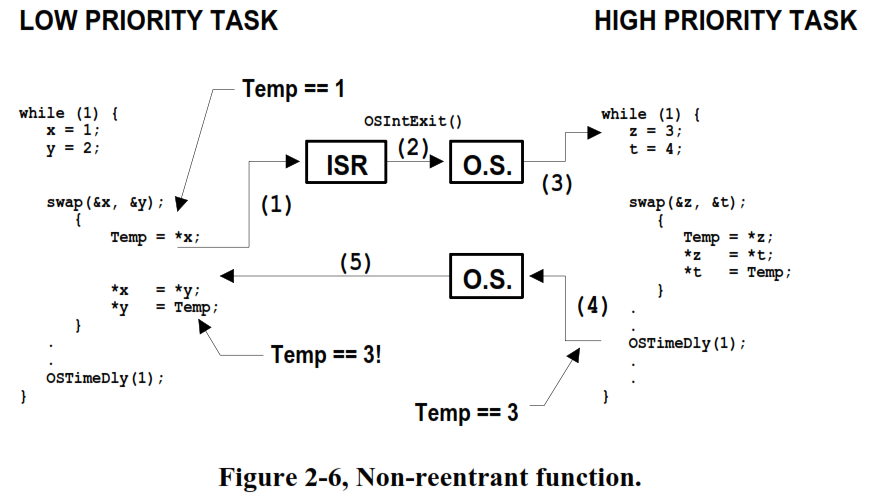 LOW PRIORITY TASK
HIGH PRIORITY TASK
Temp == 1
while (1) {
x = 1;
y = 2;
swap(&x, &y);
{
Temp = *x;
*x = *y;
*y = Temp;
}
.
.
OSTimeDly(1);
}
(1)
ISR
OSIntExit()
(2)
O.S.
(3)
while (1) {
z = 3;
t = 4;
swap(&z, &t);
{
Temp = *z;
*z = *t;
*t = Temp;
}
.
.
OSTimeDly(1);
.
.
}
(4)
O.S.
(5)
Temp == 3!
Temp == 3
Figure 2-6, Non-reentrant function.